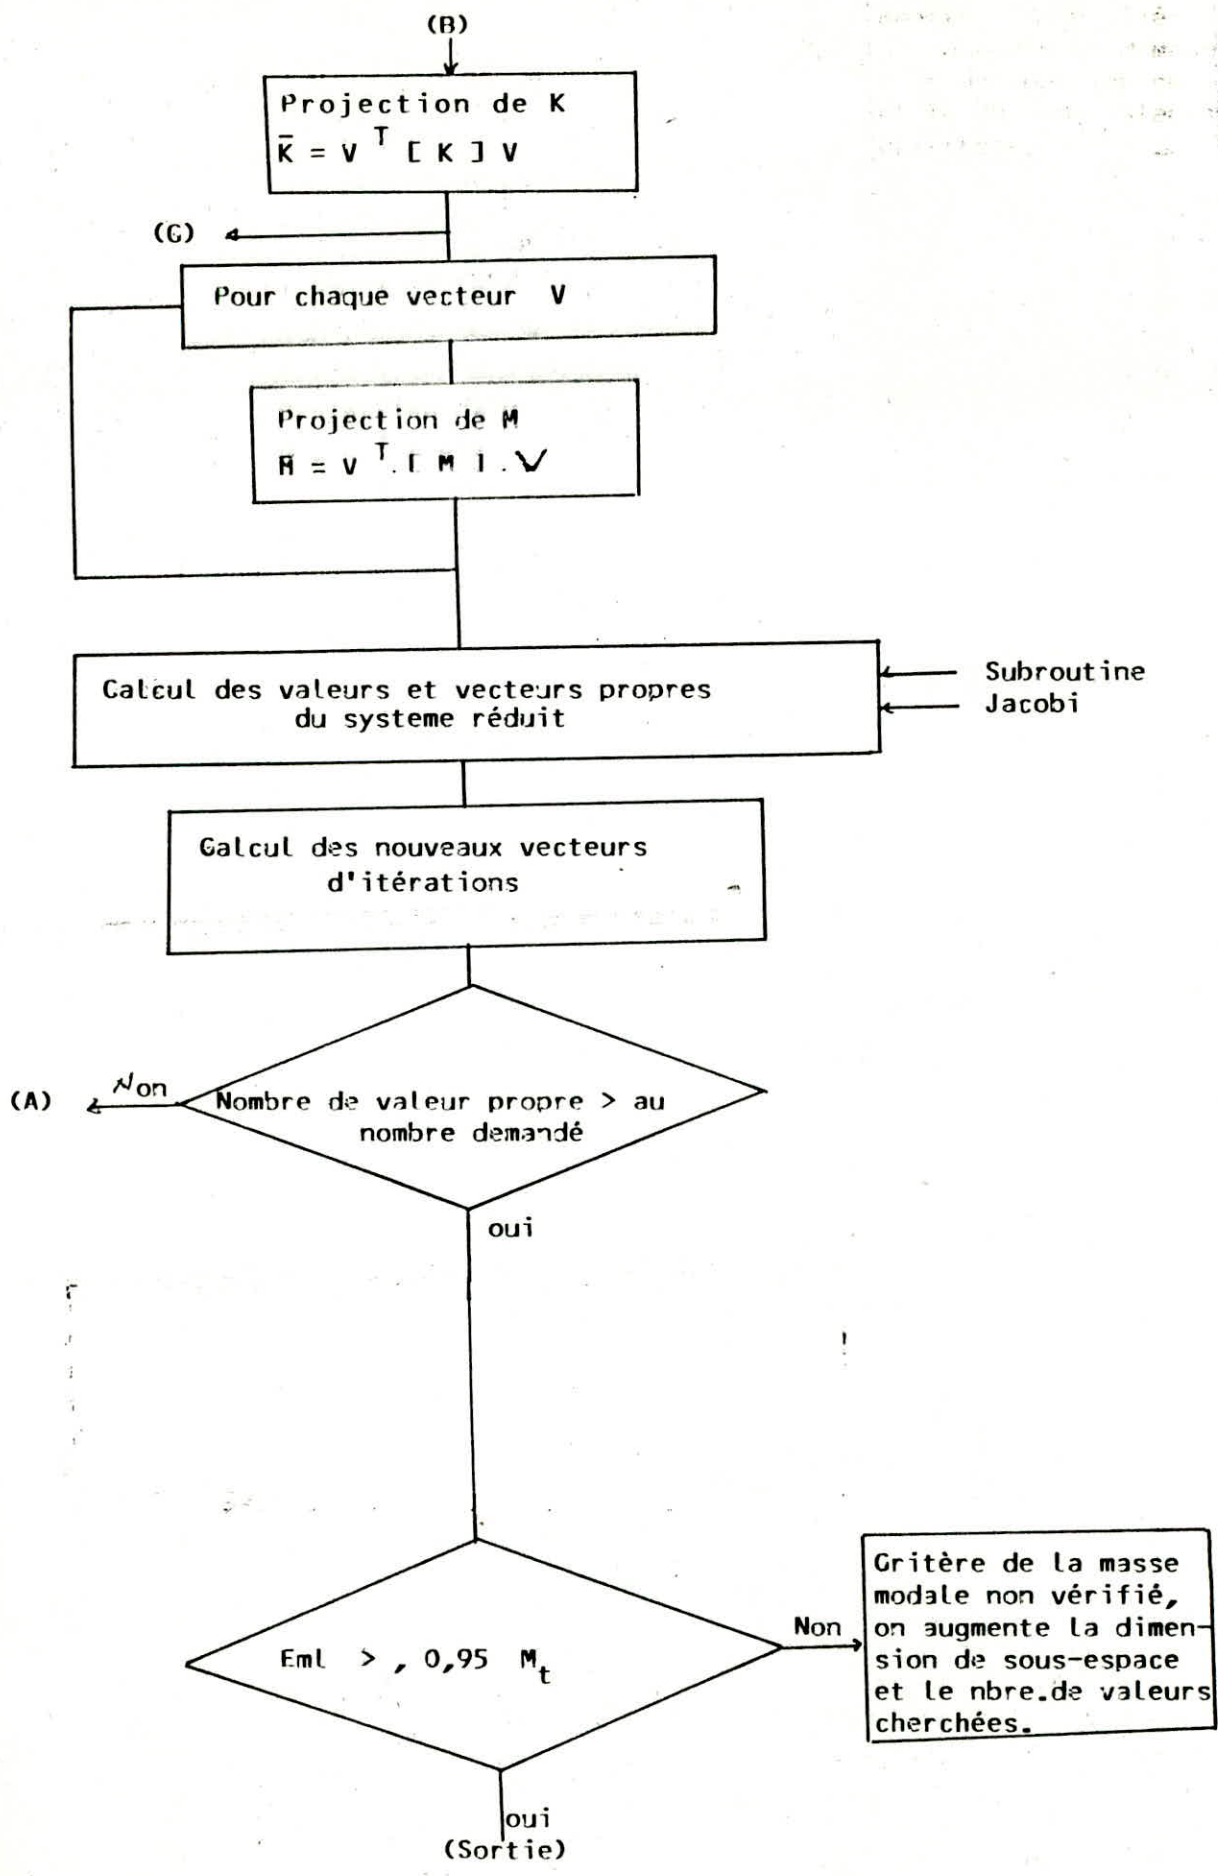 (B)
Projection de K
K̄ = V ᵀ [ K ] V
(G)
Pour chaque vecteur V
Projection de M
M̄ = V ᵀ.[ M ].V
Calcul des valeurs et vecteurs propres
du systeme réduit
Subroutine
Jacobi
Calcul des nouveaux vecteurs
d'itérations
(A)
Non
Nombre de valeur propre > au
nombre demandé
oui
Eml > , 0,95 Mt
Non
Critère de la masse
modale non vérifié,
on augmente la dimen-
sion de sous-espace
et le nbre.de valeurs
cherchées.
oui
(Sortie)